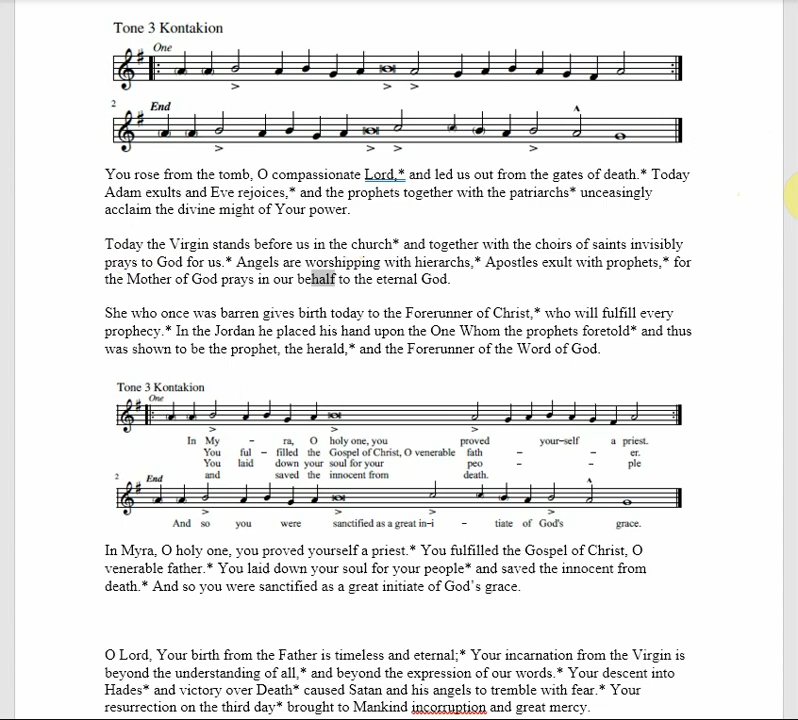 Tone 3 Kontakion
One
2
End
You rose from the tomb, O compassionate Lord,* and led us out from the gates of death.* Today
Adam exults and Eve rejoices,* and the prophets together with the patriarchs* unceasingly
acclaim the divine might of Your power.
Today the Virgin stands before us in the church* and together with the choirs of saints invisibly
prays to God for us.* Angels are worshipping with hierarchs,* Apostles exult with prophets,* for
the Mother of God prays in our behalf to the eternal God.
She who once was barren gives birth today to the Forerunner of Christ,* who will fulfill every
prophecy.* In the Jordan he placed his hand upon the One Whom the prophets foretold* and thus
was shown to be the prophet, the herald,* and the Forerunner of the Word of God.
Tone 3 Kontakion
One
In My - ra, O holy one, you proved your-self a priest.
You ful - filled the Gospel of Christ, O venerable fath - - er.
You laid down your soul for your peo - - ple
and saved the innocent from death.
2
End
And so you were sanctified as a great in-i - tiate of God's grace.
In Myra, O holy one, you proved yourself a priest.* You fulfilled the Gospel of Christ, O
venerable father.* You laid down your soul for your people* and saved the innocent from
death.* And so you were sanctified as a great initiate of God's grace.
O Lord, Your birth from the Father is timeless and eternal;* Your incarnation from the Virgin is
beyond the understanding of all,* and beyond the expression of our words.* Your descent into
Hades* and victory over Death* caused Satan and his angels to tremble with fear.* Your
resurrection on the third day* brought to Mankind incorruption and great mercy.